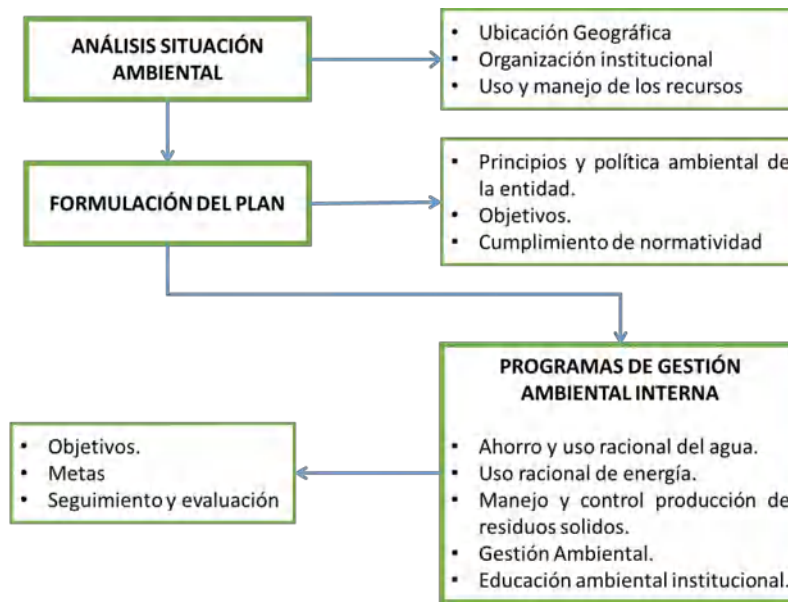 ANÁLISIS SITUACIÓN
AMBIENTAL
• Ubicación Geográfica
• Organización institucional
• Uso y manejo de los recursos
FORMULACIÓN DEL PLAN
• Principios y política ambiental de
la entidad.
• Objetivos.
• Cumplimiento de normatividad
PROGRAMAS DE GESTIÓN
AMBIENTAL INTERNA
• Ahorro y uso racional del agua.
• Uso racional de energía.
• Manejo y control producción de
residuos solidos.
• Gestión Ambiental.
• Educación ambiental institucional.
• Objetivos.
• Metas
• Seguimiento y evaluación